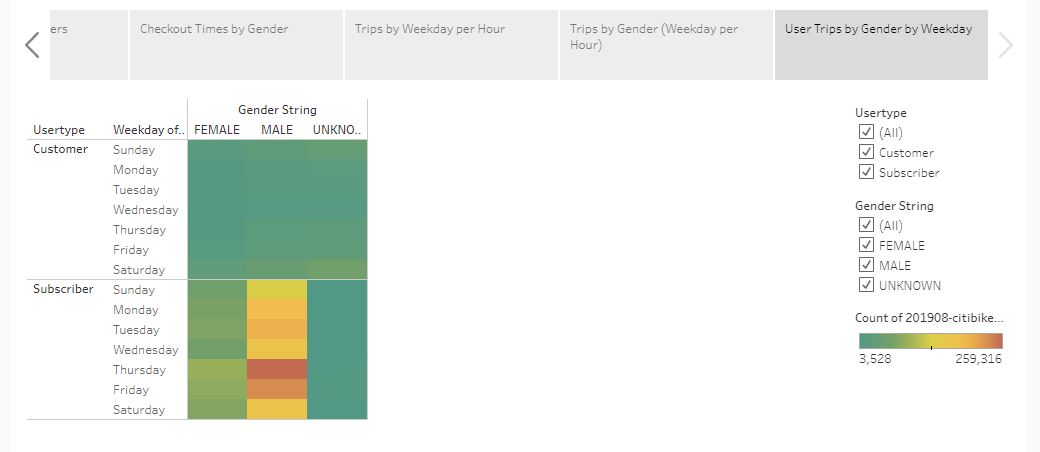 ers
Checkout Times by Gender
Trips by Weekday per Hour
Trips by Gender (Weekday per
Hour)
User Trips by Gender by Weekday
Gender String
Usertype Weekday of.. FEMALE MALE UNKNO..
Customer Sunday
Monday
Tuesday
Wednesday
Thursday
Friday
Saturday
Subscriber Sunday
Monday
Tuesday
Wednesday
Thursday
Friday
Saturday
Usertype
(All)
Customer
Subscriber
Gender String
(All)
FEMALE
MALE
UNKNOWN
Count of 201908-citibike...
3,528 259,316